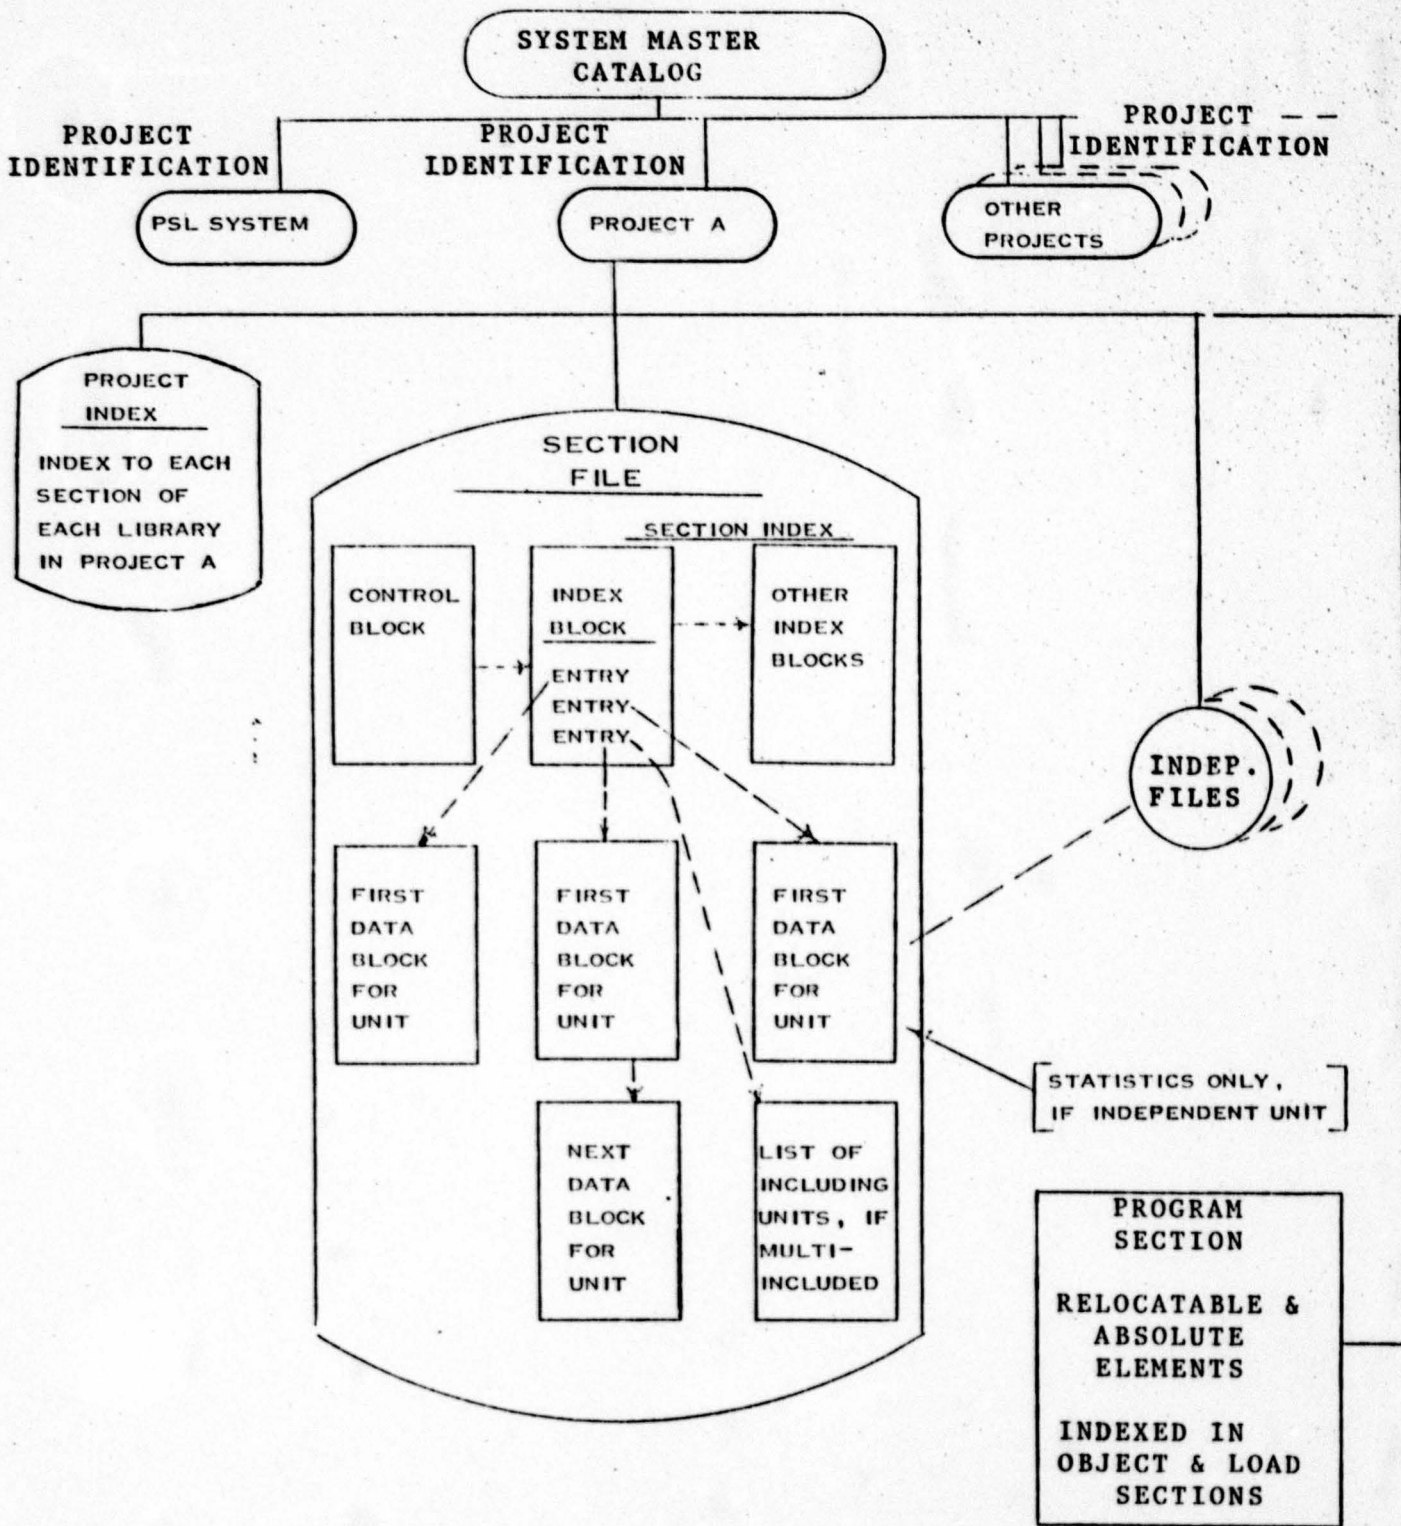 SYSTEM MASTER
CATALOG
PROJECT
IDENTIFICATION
PROJECT
IDENTIFICATION
PROJECT
IDENTIFICATION
PSL SYSTEM
PROJECT A
OTHER
PROJECTS
PROJECT
INDEX
INDEX TO EACH
SECTION OF
EACH LIBRARY
IN PROJECT A
SECTION
FILE
SECTION INDEX
CONTROL
BLOCK
INDEX
BLOCK
ENTRY
ENTRY
ENTRY
OTHER
INDEX
BLOCKS
INDEP.
FILES
FIRST
DATA
BLOCK
FOR
UNIT
FIRST
DATA
BLOCK
FOR
UNIT
FIRST
DATA
BLOCK
FOR
UNIT
STATISTICS ONLY,
IF INDEPENDENT UNIT
NEXT
DATA
BLOCK
FOR
UNIT
LIST OF
INCLUDING
UNITS, IF
MULTI-
INCLUDED
PROGRAM
SECTION
RELOCATABLE &
ABSOLUTE
ELEMENTS
INDEXED IN
OBJECT & LOAD
SECTIONS